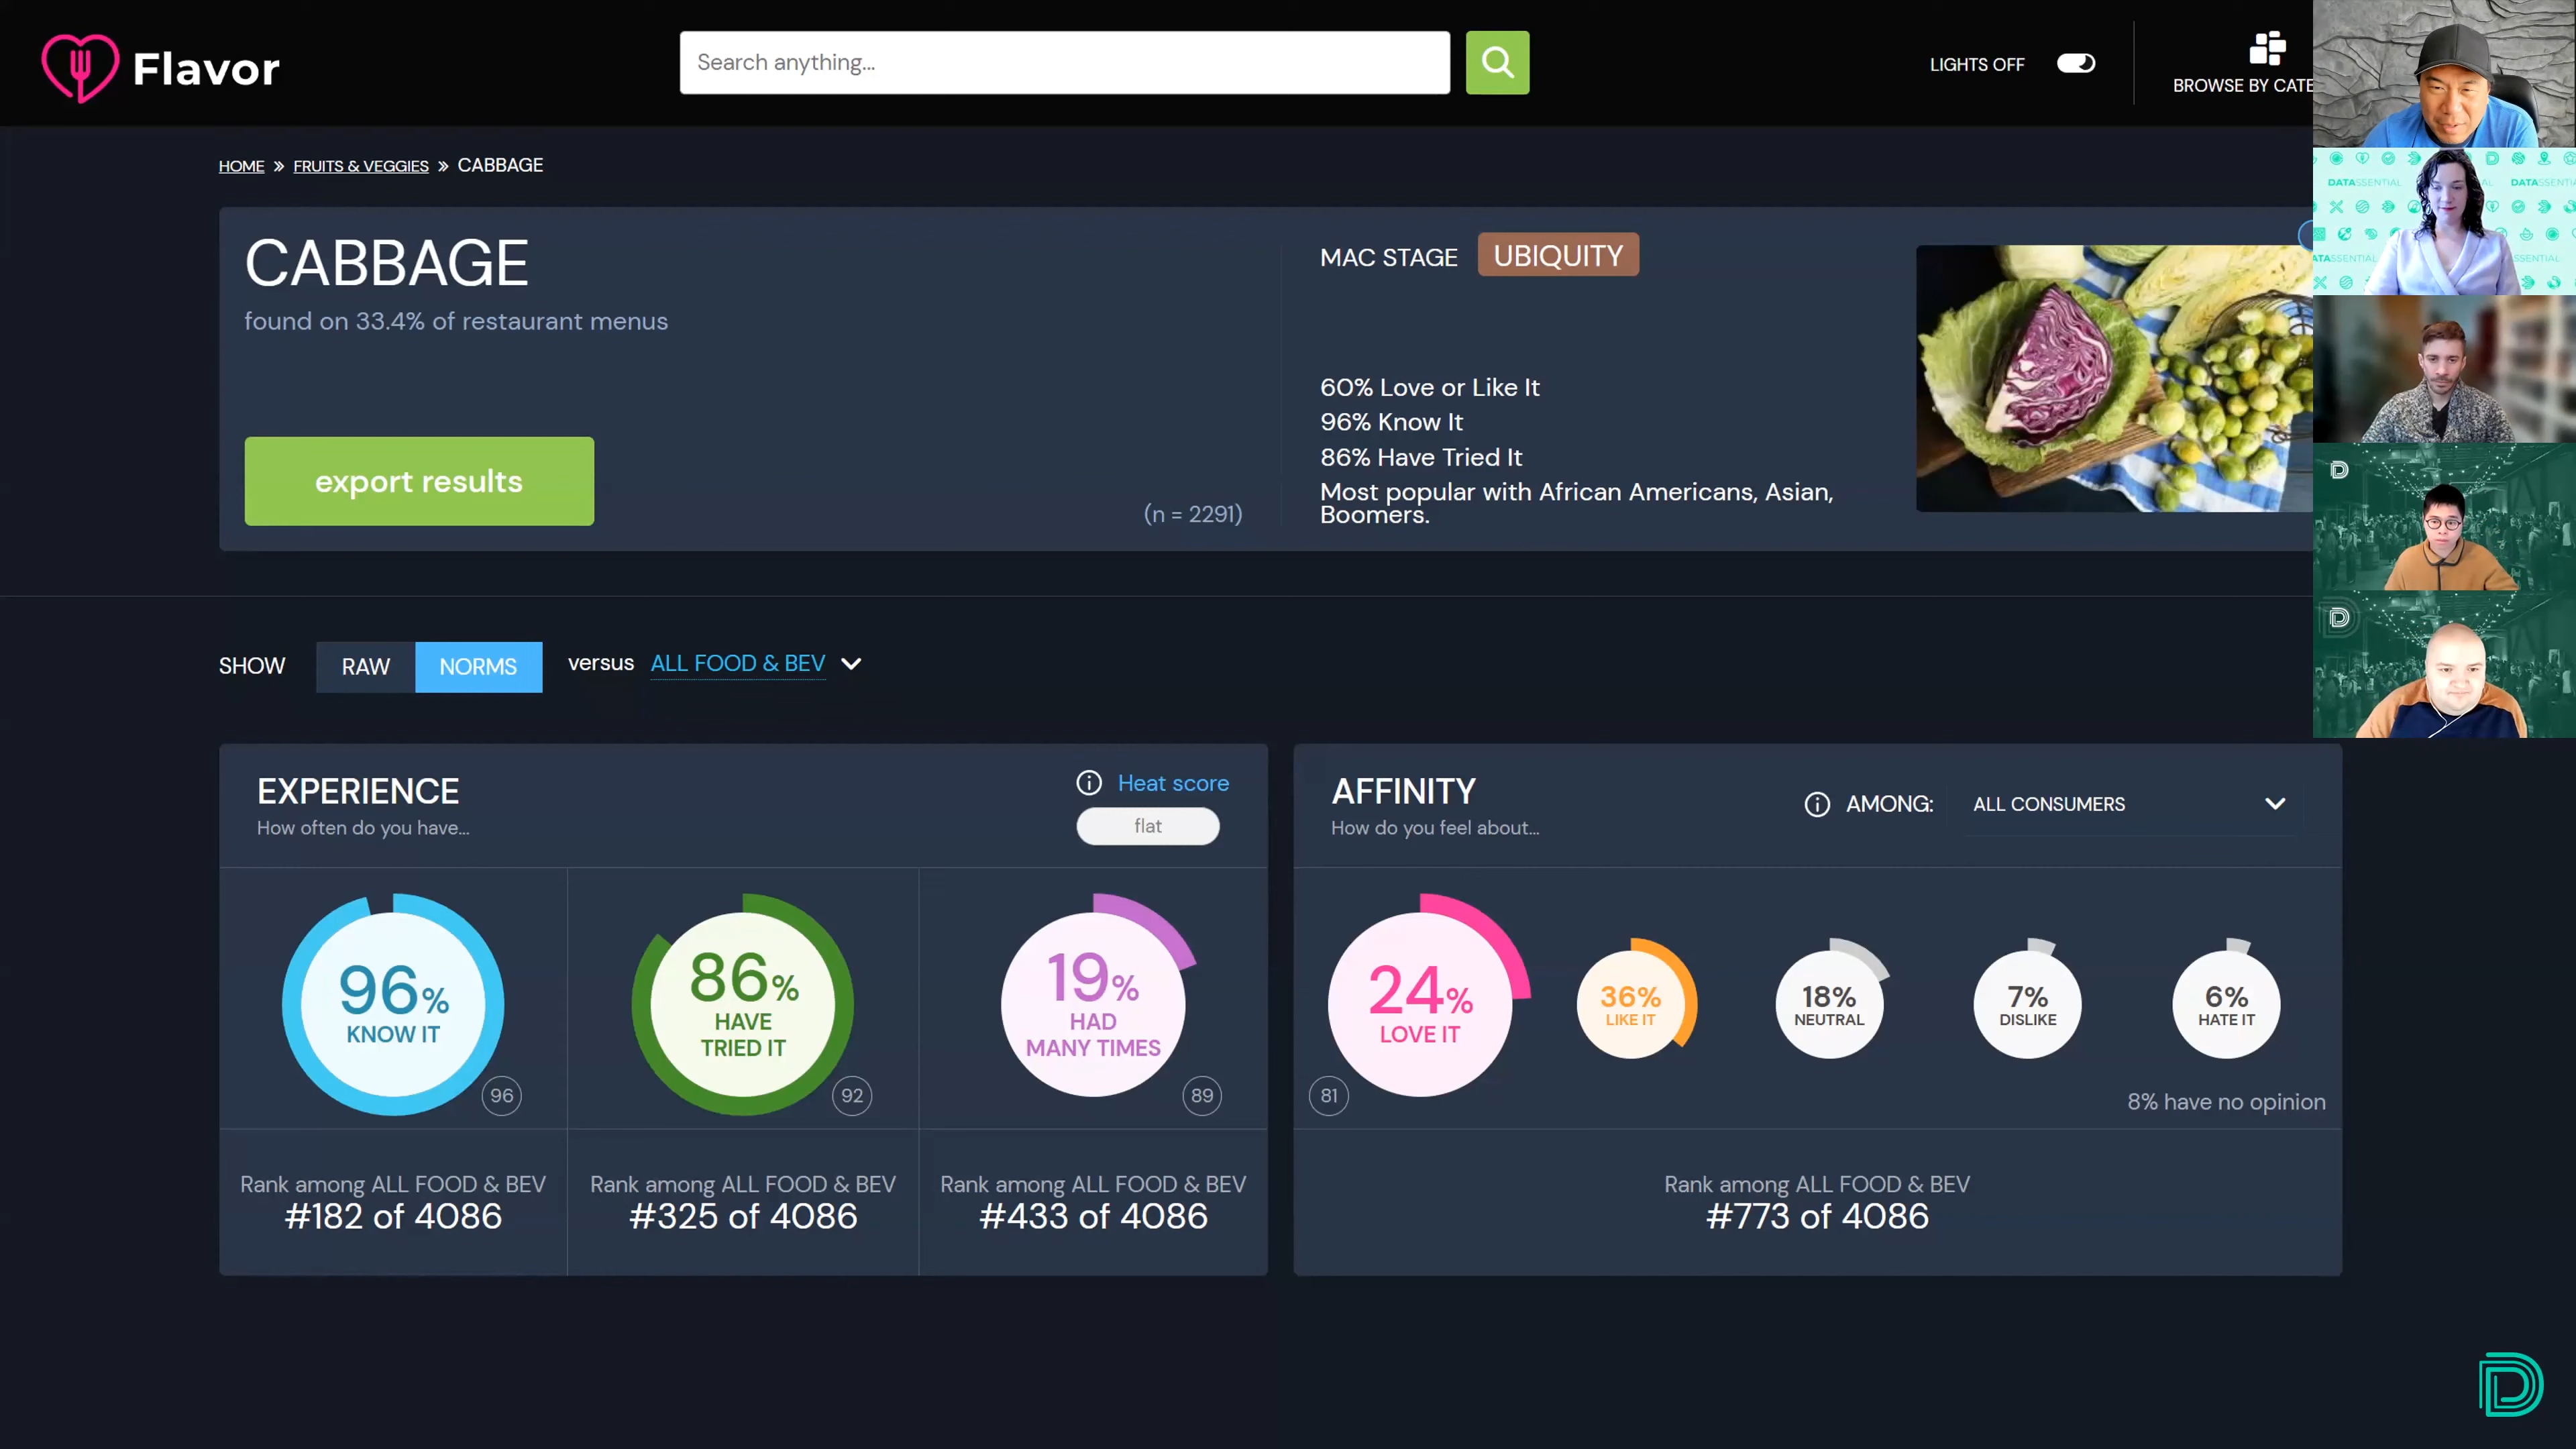 Flavor
Search anything...
LIGHTS OFF
BROWSE BY CATE
HOME » FRUITS & VEGGIES » CABBAGE
CABBAGE
found on 33.4% of restaurant menus
export results
(n = 2291)
MAC STAGE UBIQUITY
60% Love or Like It
96% Know It
86% Have Tried It
Most popular with African Americans, Asian,
Boomers.
DATASSENTIAL
DATASSENTIA
ATASSENTIAL
SSENTIAL
SHOW RAW NORMS versus ALL FOOD & BEV
EXPERIENCE
How often do you have...
Heat score
flat
96%
KNOW IT
96
86%
HAVE
TRIED IT
92
19%
HAD
MANY TIMES
89
Rank among ALL FOOD & BEV
#182 of 4086
Rank among ALL FOOD & BEV
#325 of 4086
Rank among ALL FOOD & BEV
#433 of 4086
AFFINITY
How do you feel about...
AMONG: ALL CONSUMERS
24%
LOVE IT
81
36%
LIKE IT
18%
NEUTRAL
7%
DISLIKE
6%
HATE IT
8% have no opinion
Rank among ALL FOOD & BEV
#773 of 4086